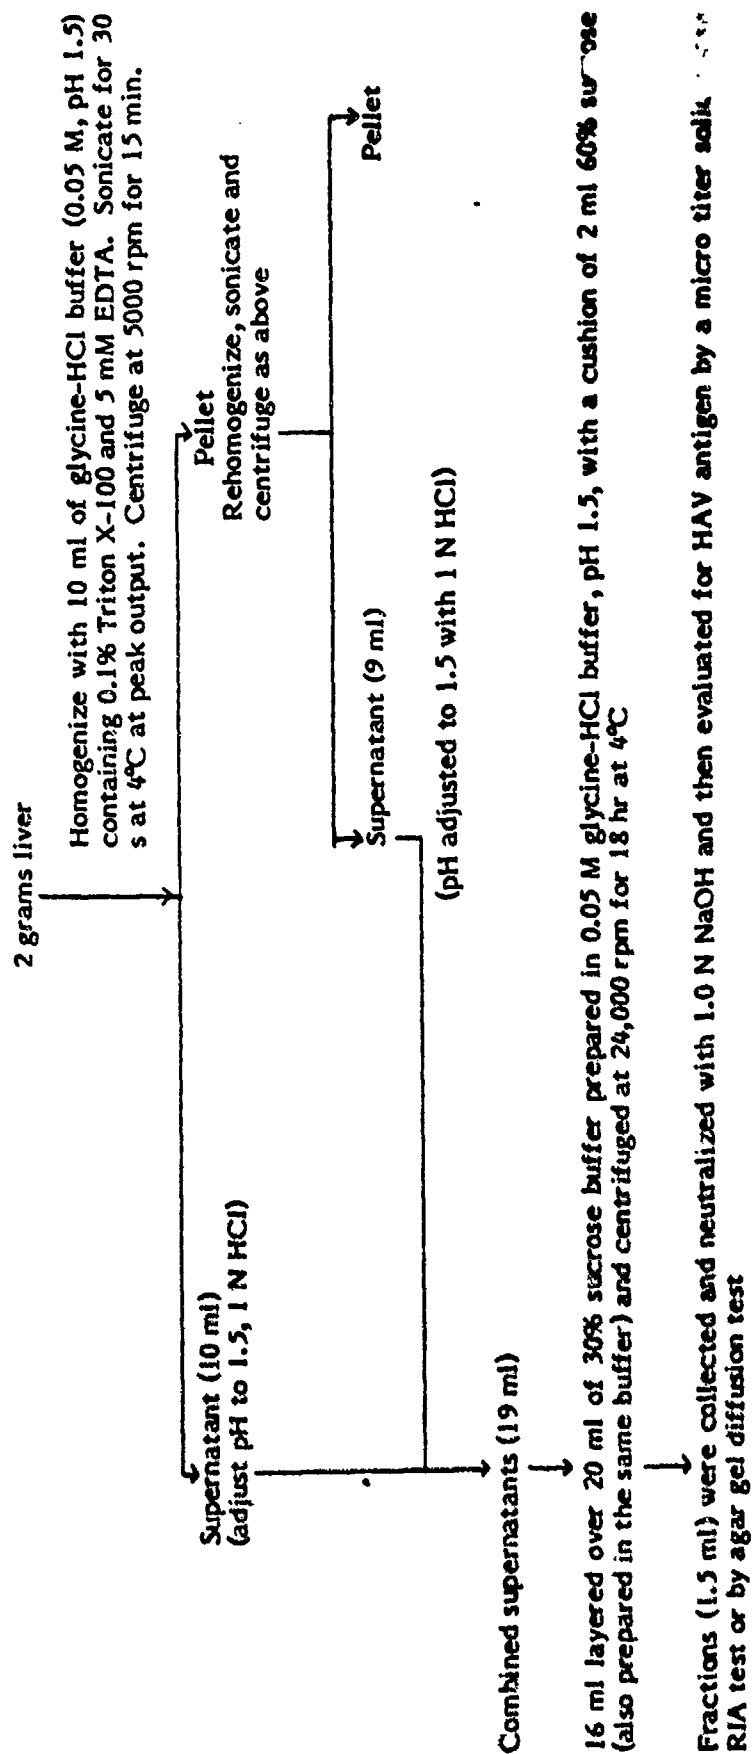 2 grams liver
Homogenize with 10 ml of glycine-HCl buffer (0.05 M, pH 1.5)
containing 0.1% Triton X-100 and 5 mM EDTA. Sonicate for 30
s at 4°C at peak output. Centrifuge at 5000 rpm for 15 min.
Supernatant (10 ml)
(adjust pH to 1.5, 1 N HCl)
Pellet
Rehomogenize, sonicate and
centrifuge as above
Supernatant (9 ml)
Pellet
(pH adjusted to 1.5 with 1 N HCl)
Combined supernatants (19 ml)
16 ml layered over 20 ml of 30% sucrose buffer prepared in 0.05 M glycine-HCl buffer, pH 1.5, with a cushion of 2 ml 60% sucrose
(also prepared in the same buffer) and centrifuged at 24,000 rpm for 18 hr at 4°C
Fractions (1.5 ml) were collected and neutralized with 1.0 N NaOH and then evaluated for HAV antigen by a micro titer solid
RIA test or by agar gel diffusion test